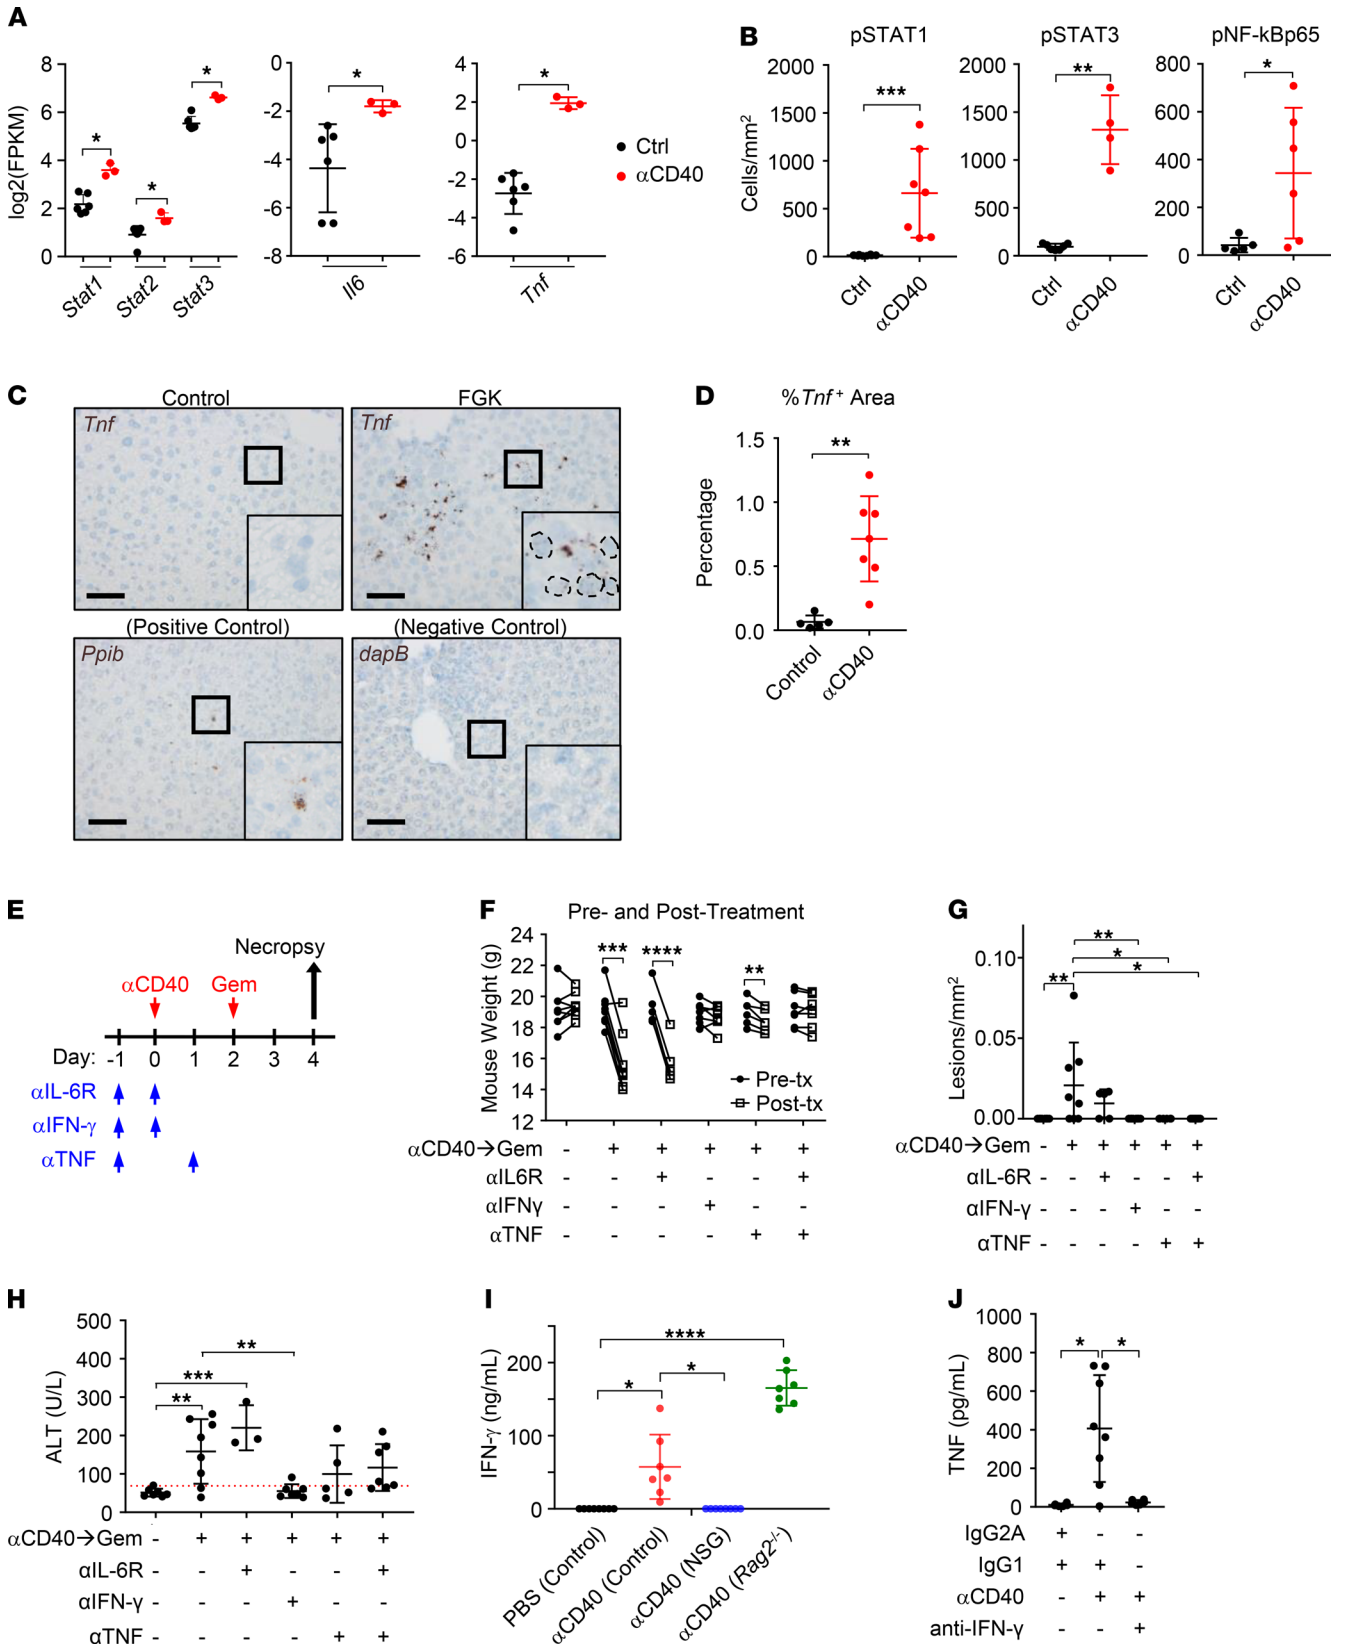 A
log2(FPKM)
8
6
4
2
0
*
*
*
Stat1
Stat2
Stat3
0
-2
-4
-6
-8
*
Il6
4
2
0
-2
-4
-6
*
Tnf
Ctrl
αCD40
B
pSTAT1
Cells/mm2
2000
1500
1000
500
0
***
Ctrl
αCD40
pSTAT3
2000
1500
1000
500
0
**
Ctrl
αCD40
pNF-kBp65
800
600
400
200
0
*
Ctrl
αCD40
C
Control
Tnf
FGK
Tnf
(Positive Control)
Ppib
(Negative Control)
dapB
D
%Tnf+ Area
Percentage
1.5
1.0
0.5
0.0
**
Control
αCD40
E
Necropsy
αCD40 Gem
Day: -1 0 1 2 3 4
αIL-6R
αIFN-γ
αTNF
F
Pre- and Post-Treatment
Mouse Weight (g)
24
22
20
18
16
14
12
*** **** **
Pre-tx
Post-tx
αCD40→Gem - + + + + +
αIL6R - - + - - +
αIFNγ - - - + - -
αTNF - - - - + +
G
Lesions/mm2
0.10
0.05
0.00
**
*
*
**
αCD40→Gem - + + + + +
αIL-6R - - + - - +
αIFN-γ - - - + - -
αTNF - - - - + +
H
ALT (U/L)
500
400
300
200
100
0
**
***
**
αCD40→Gem - + + + + +
αIL-6R - - + - - +
αIFN-γ - - - + - -
αTNF - - - - + +
I
IFN-γ (ng/mL)
200
100
0
****
*
*
PBS (Control)
αCD40 (Control)
αCD40 (NSG)
αCD40 (Rag2-/-)
J
TNF (pg/mL)
1000
800
600
400
200
0
* *
IgG2A + - -
IgG1 + + -
αCD40 - + +
anti-IFN-γ - - +